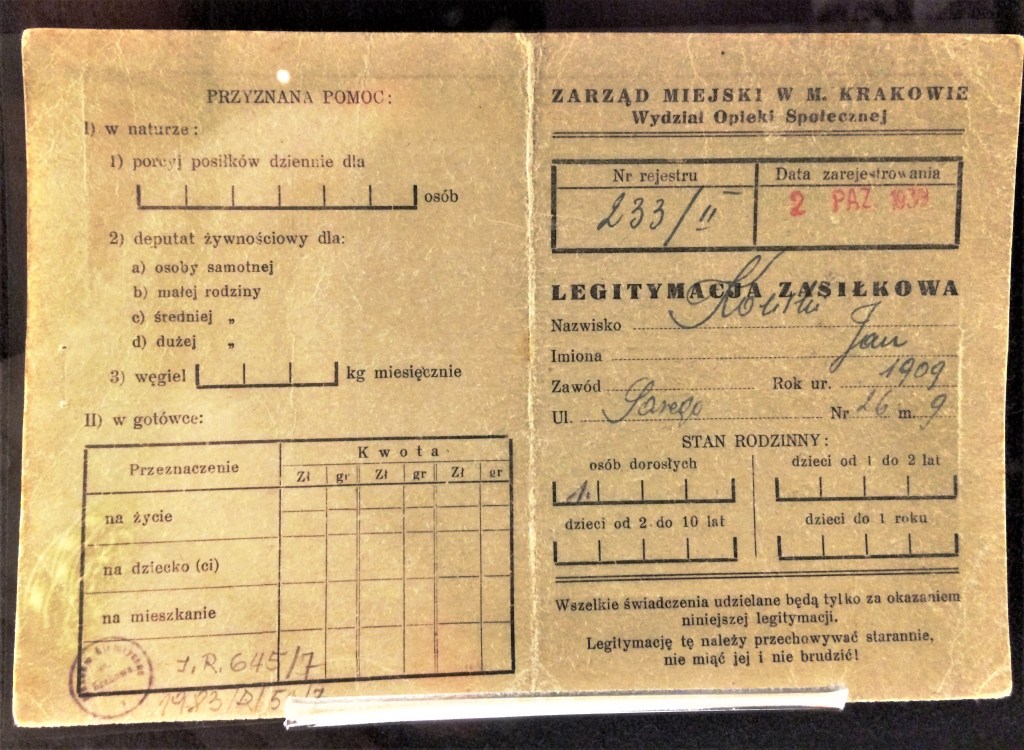 PRZYZNANA POMOC:
I) w naturze:
1) porcyj posiłków dziennie dla
osób
2) deputat żywnościowy dla:
a) osoby samotnej
b) małej rodziny
c) średniej „
d) dużej „
3) węgiel kg miesięcznie
II) w gotówce:
Przeznaczenie
Kwota
Zł gr Zł gr Zł gr
na życie
na dziecko (ci)
na mieszkanie
J. R. 645/7
ZARZĄD MIEJSKI W M. KRAKOWIE
Wydział Opieki Społecznej
Nr rejestru
Data zarejestrowania
233/II
2 PAZ 1939
LEGITYMACJA ZASIŁKOWA
Nazwisko
Imiona Jan
Zawód Rok ur. 1909
Ul. Sarego Nr 26 m. 9
STAN RODZINNY:
osób dorosłych
dzieci od 1 do 2 lat
1.
dzieci od 2 do 10 lat
dzieci do 1 roku
Wszelkie świadczenia udzielane będą tylko za okazaniem
niniejszej legitymacji.
Legitymację tę należy przechowywać starannie,
nie miąć jej i nie brudzić!